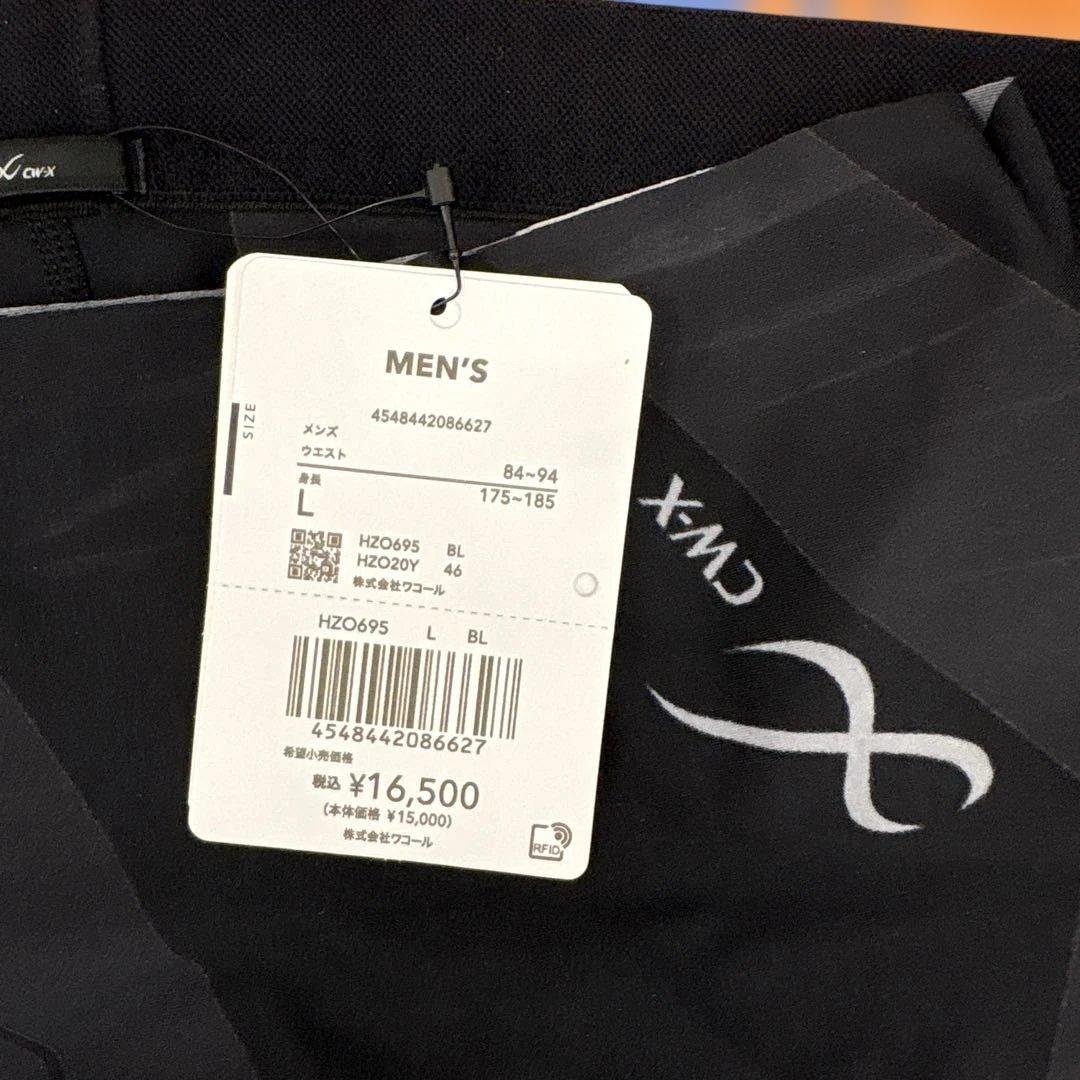 CW-X
MEN'S
SIZE
4548442086627
メンズ
ウエスト 84~94
身長 175~185
L
HZO695 BL
HZO20Y 46
株式会社ワコール
HZO695 L BL
4548442086627
希望小売価格
税込 ¥16,500
(本体価格 ¥15,000)
株式会社ワコール
RFID
CW-X